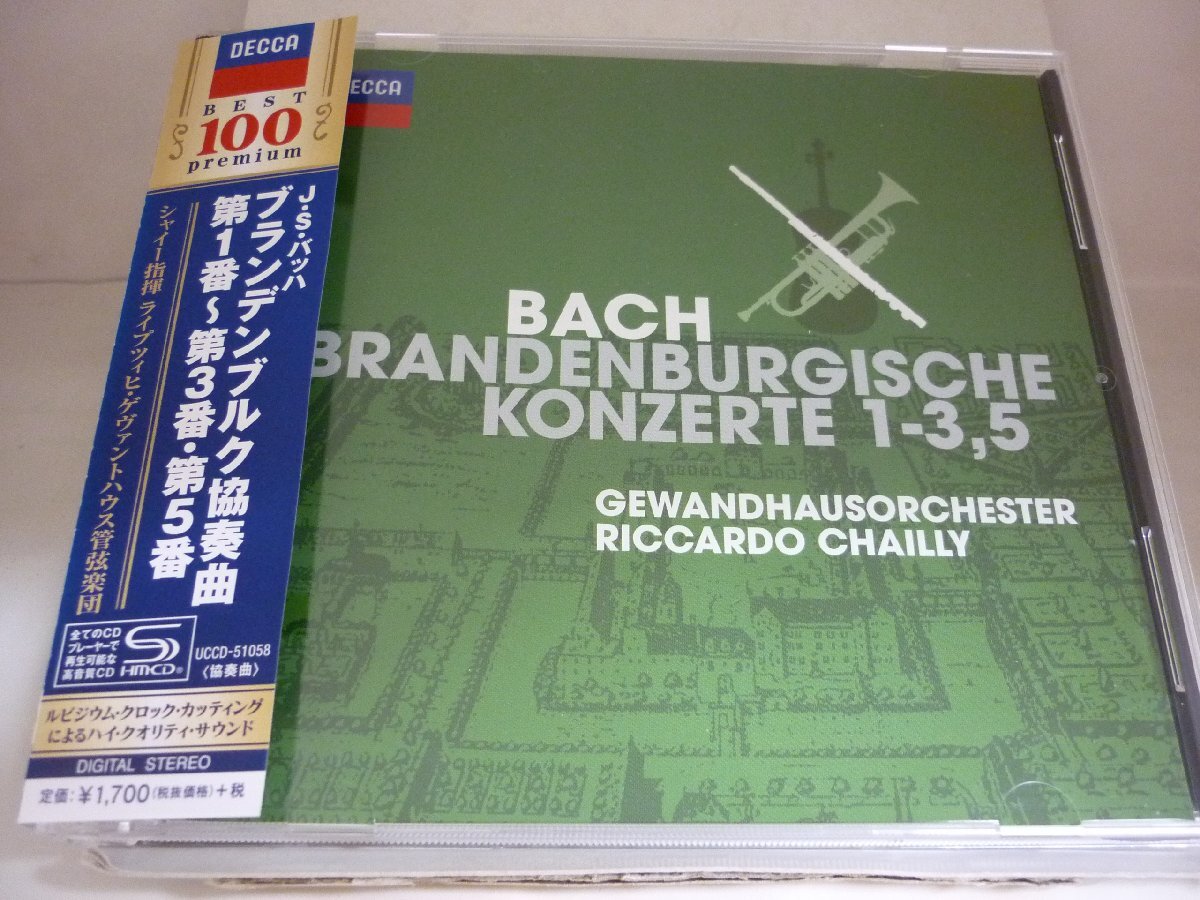 DECCA
BEST
100
premium
J・S・バッハ
ブランデンブルク協奏曲
第1番～第3番・第5番
シャイー指揮 ライプツィヒ・ゲヴァントハウス管弦楽団
全てのCD
プレーヤーで
再生可能な
高音質CD
SHMCD®
UCCD-51058
〈協奏曲〉
ルビジウム・クロック・カッティング
によるハイ・クオリティ・サウンド
DIGITAL STEREO
定価:¥1,700(税抜価格)+税
DECCA
BACH
BRANDENBURGISCHE
KONZERTE 1-3,5
GEWANDHAUSORCHESTER
RICCARDO CHAILLY